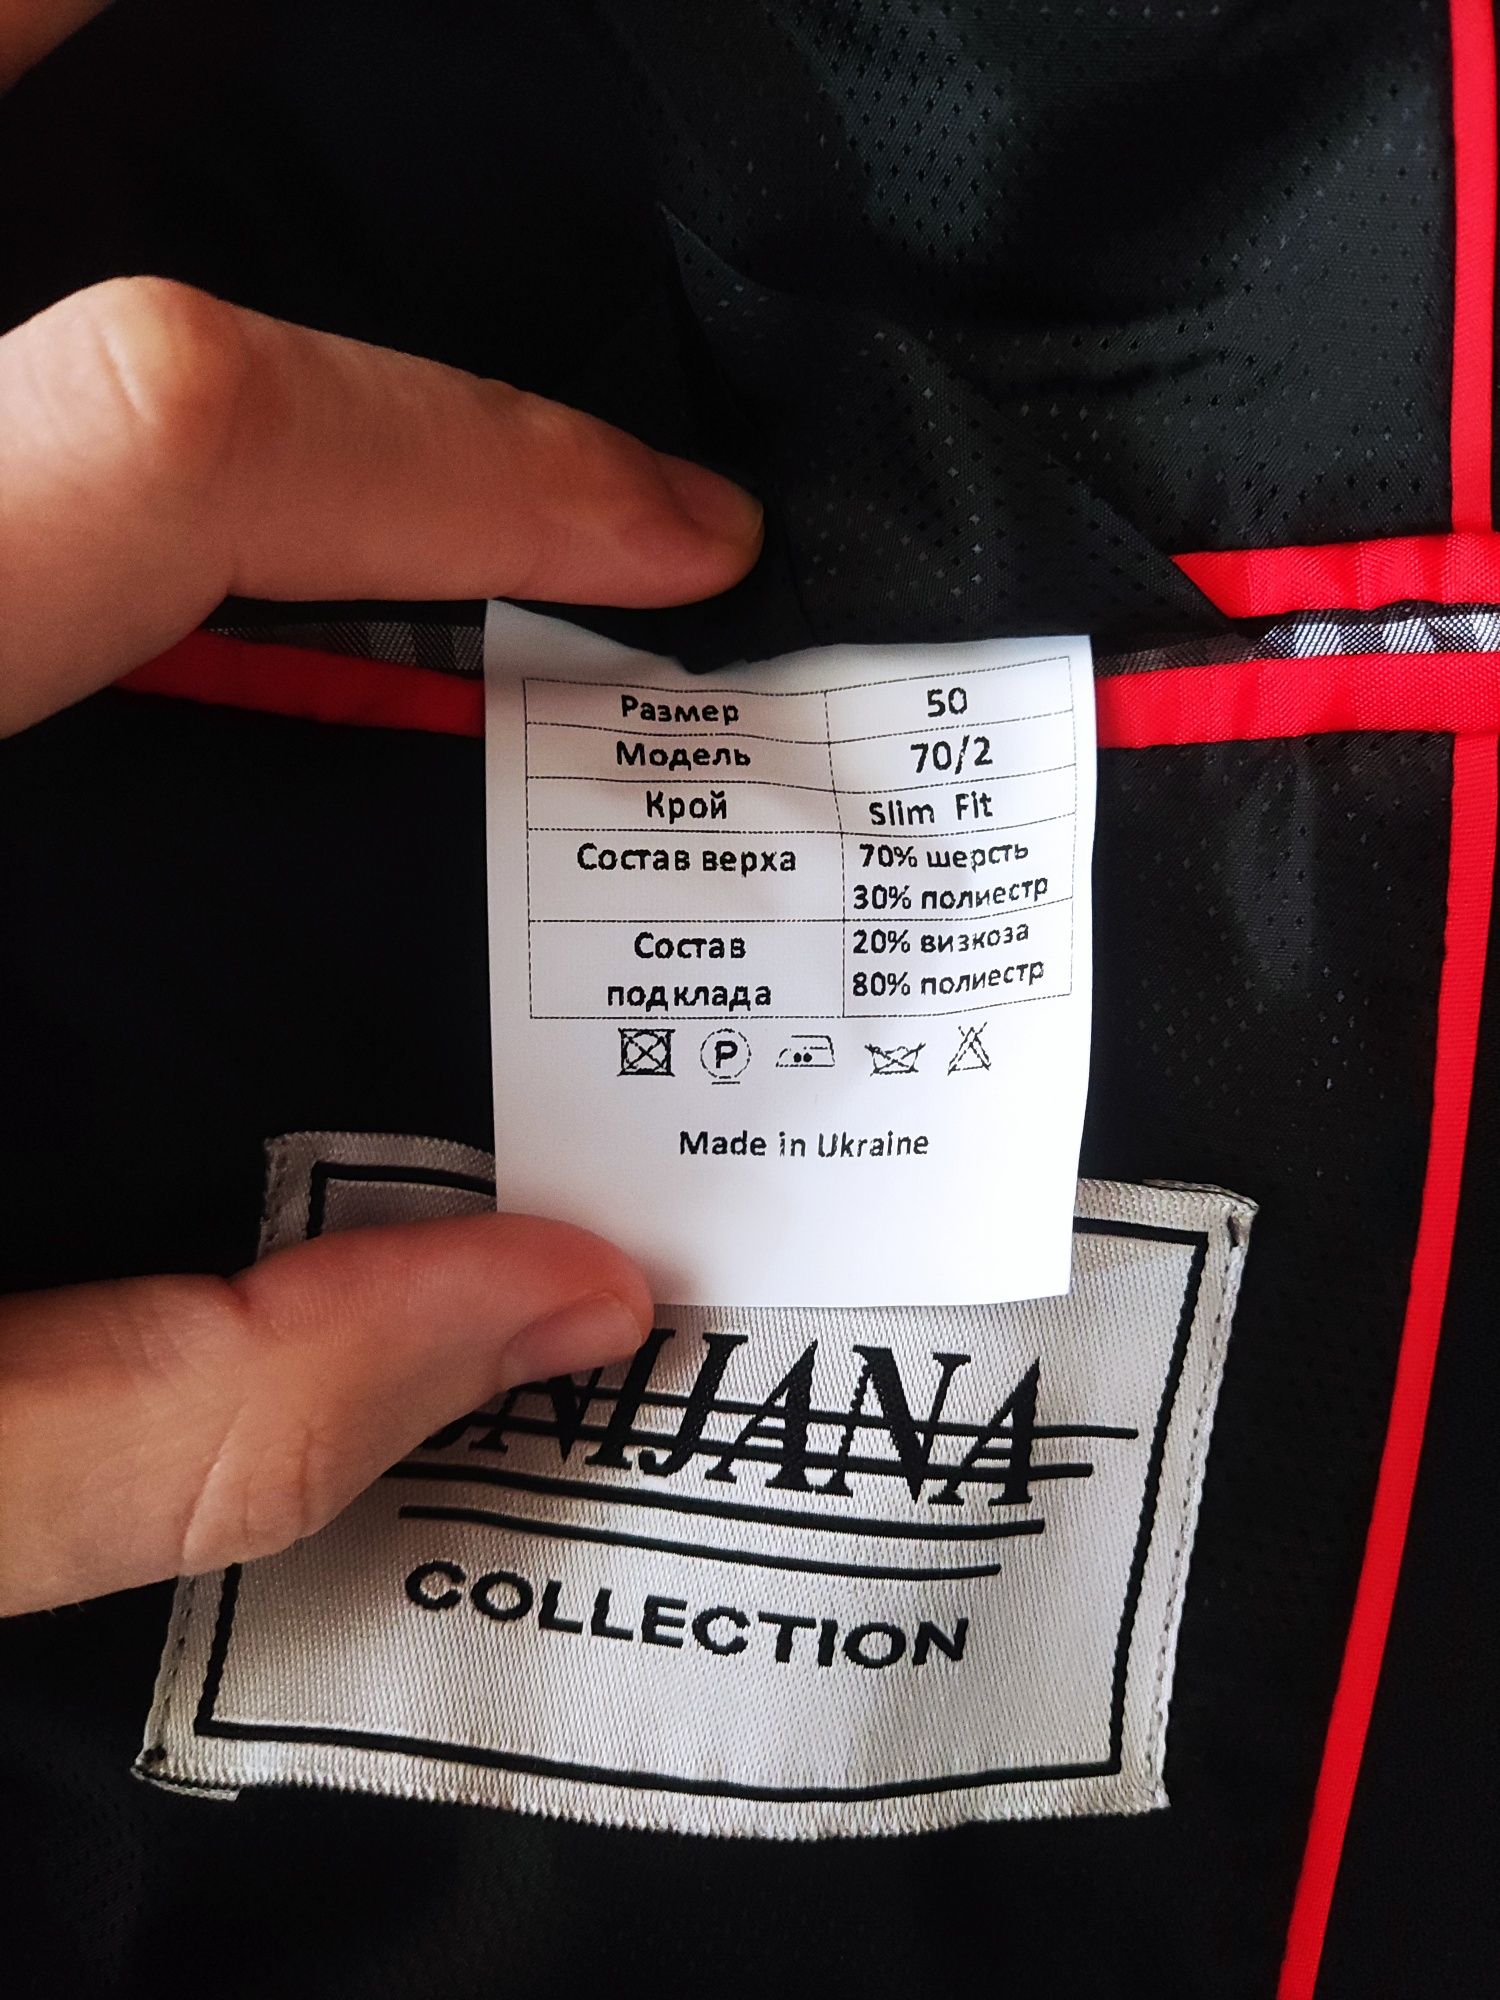 Размер 50
Модель 70/2
Крой Slim Fit
Состав верха 70% шерсть
30% полиестр
Состав подклада 20% визкоза
80% полиестр
P
Made in Ukraine
COLLECTION